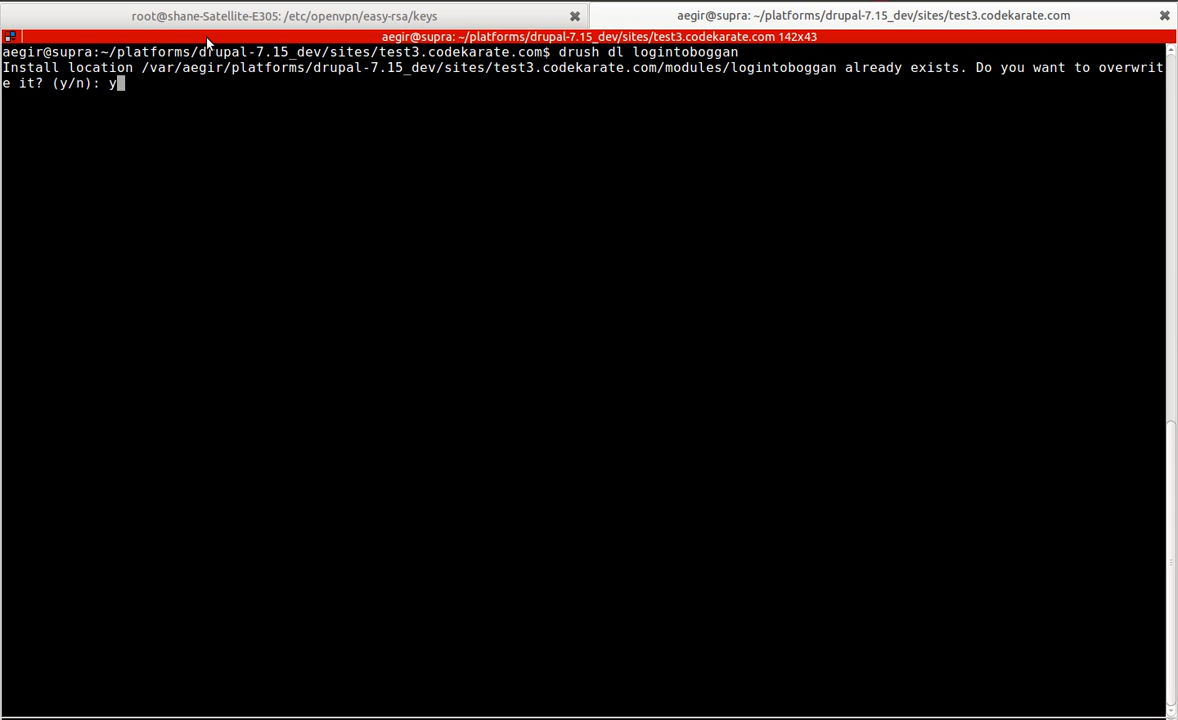 root@shane-Satellite-E305: /etc/openvpn/easy-rsa/keys
aegir@supra: ~/platforms/drupal-7.15_dev/sites/test3.codekarate.com
aegir@supra: ~/platforms/drupal-7.15_dev/sites/test3.codekarate.com 142x43
aegir@supra:~/platforms/drupal-7.15_dev/sites/test3.codekarate.com$ drush dl logintoboggan
Install location /var/aegir/platforms/drupal-7.15_dev/sites/test3.codekarate.com/modules/logintoboggan already exists. Do you want to overwrit
e it? (y/n): y